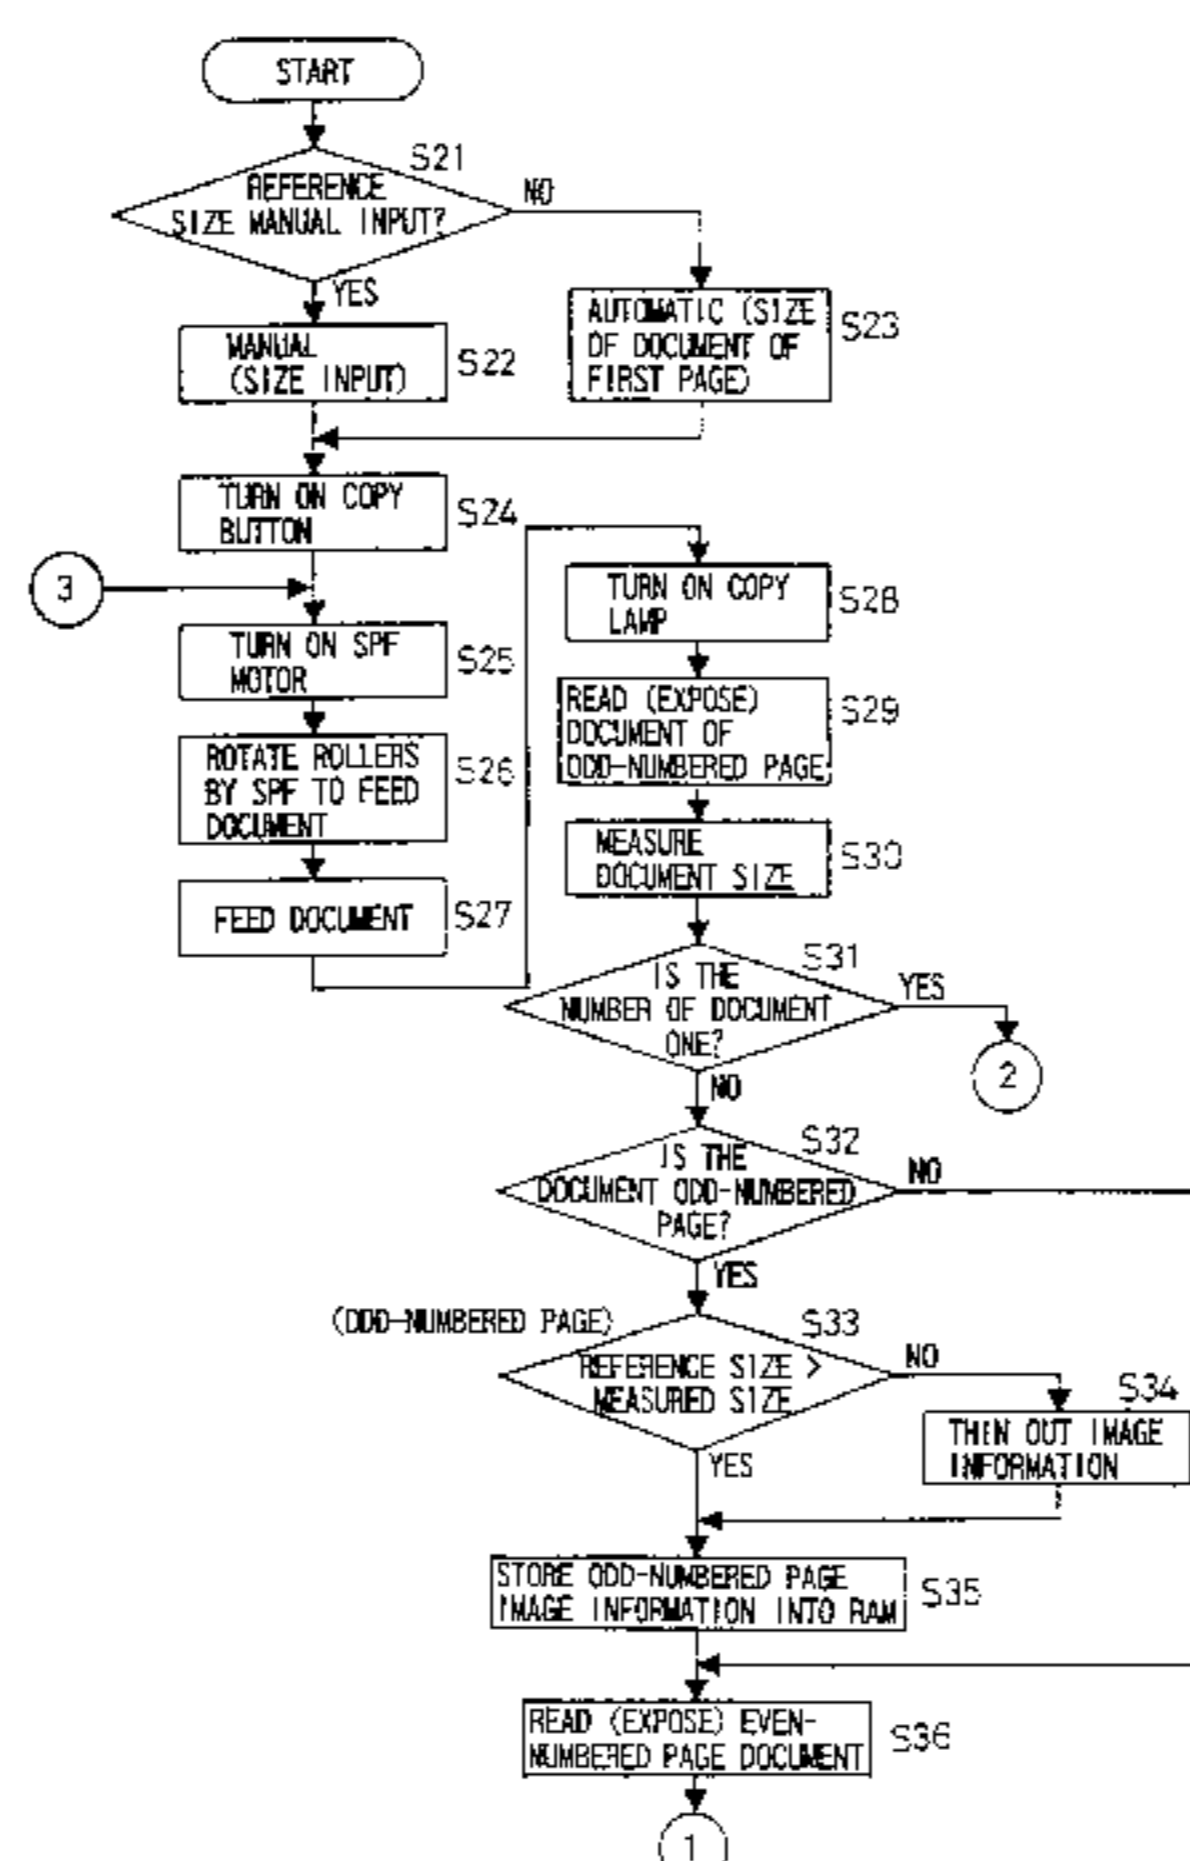 START
S21
REFERENCE
SIZE MANUAL INPUT?
NO
YES
MANUAL
(SIZE INPUT)
S22
AUTOMATIC (SIZE
OF DOCUMENT OF
FIRST PAGE)
S23
TURN ON COPY
BUTTON
S24
3
TURN ON SPF
MOTOR
S25
ROTATE ROLLERS
BY SPF TO FEED
DOCUMENT
S26
FEED DOCUMENT
S27
TURN ON COPY
LAMP
S28
READ (EXPOSE)
DOCUMENT OF
ODD-NUMBERED PAGE
S29
MEASURE
DOCUMENT SIZE
S30
S31
IS THE
NUMBER OF DOCUMENT
ONE?
YES
2
NO
S32
IS THE
DOCUMENT ODD-NUMBERED
PAGE?
NO
YES
(ODD-NUMBERED PAGE)
S33
REFERENCE SIZE >
MEASURED SIZE
NO
YES
S34
THIN OUT IMAGE
INFORMATION
STORE ODD-NUMBERED PAGE
IMAGE INFORMATION INTO RAM
S35
READ (EXPOSE) EVEN-
NUMBERED PAGE DOCUMENT
S36
1